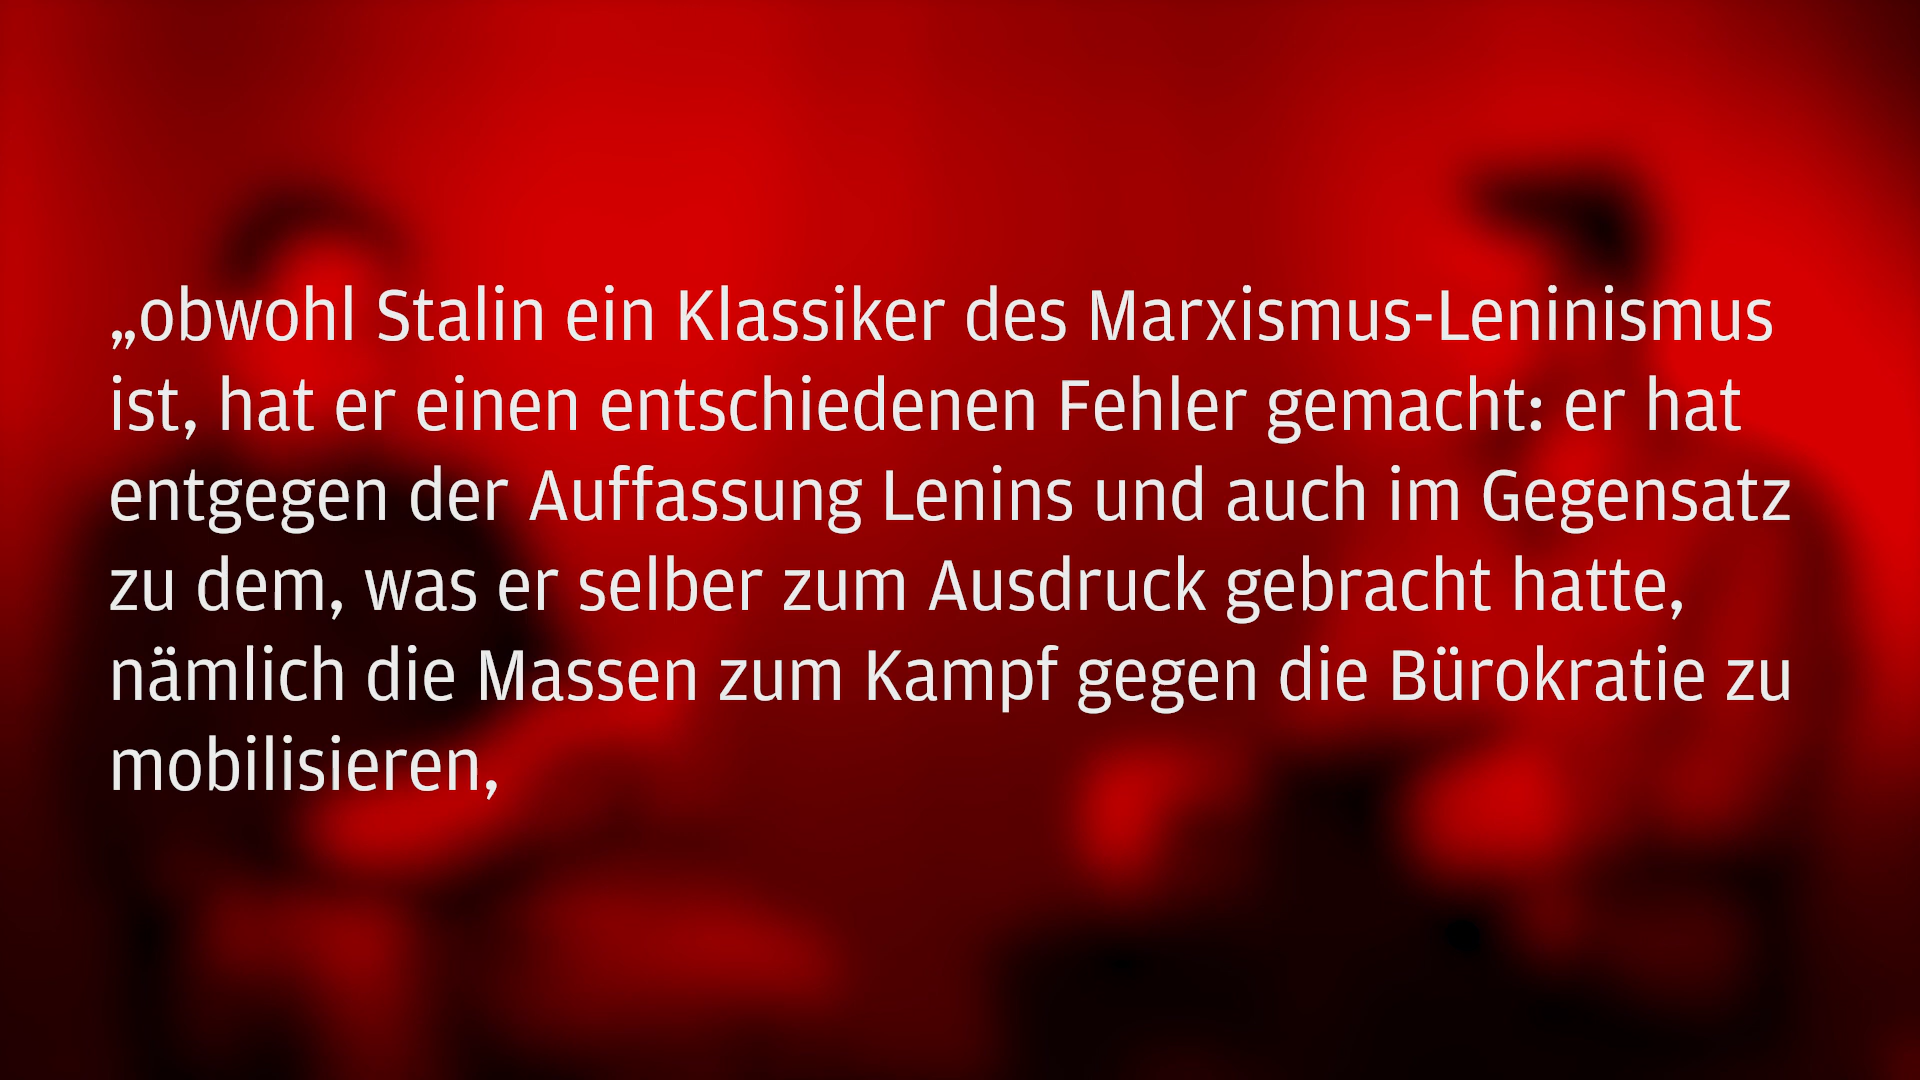 „obwohl Stalin ein Klassiker des Marxismus-Leninismus
ist, hat er einen entschiedenen Fehler gemacht: er hat
entgegen der Auffassung Lenins und auch im Gegensatz
zu dem, was er selber zum Ausdruck gebracht hatte,
nämlich die Massen zum Kampf gegen die Bürokratie zu
mobilisieren,